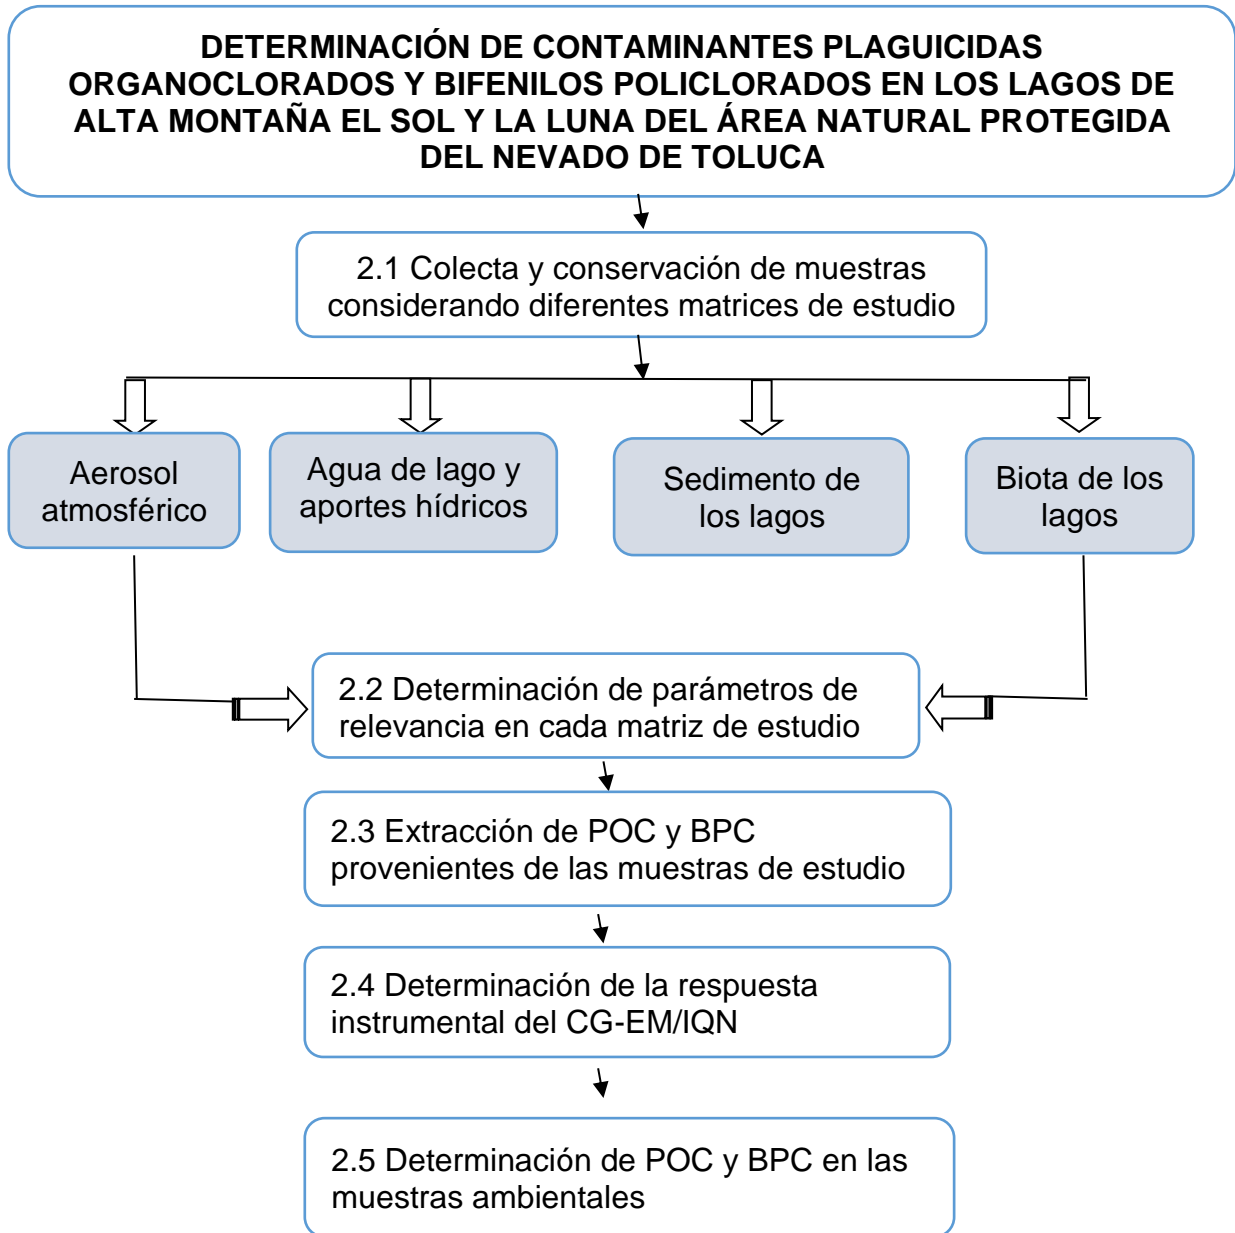 DETERMINACIÓN DE CONTAMINANTES PLAGUICIDAS
ORGANOCLORADOS Y BIFENILOS POLICLORADOS EN LOS LAGOS DE
ALTA MONTAÑA EL SOL Y LA LUNA DEL ÁREA NATURAL PROTEGIDA
DEL NEVADO DE TOLUCA
2.1 Colecta y conservación de muestras
considerando diferentes matrices de estudio
Aerosol
atmosférico
Agua de lago y
aportes hídricos
Sedimento de
los lagos
Biota de los
lagos
2.2 Determinación de parámetros de
relevancia en cada matriz de estudio
2.3 Extracción de POC y BPC
provenientes de las muestras de estudio
2.4 Determinación de la respuesta
instrumental del CG-EM/IQN
2.5 Determinación de POC y BPC en las
muestras ambientales